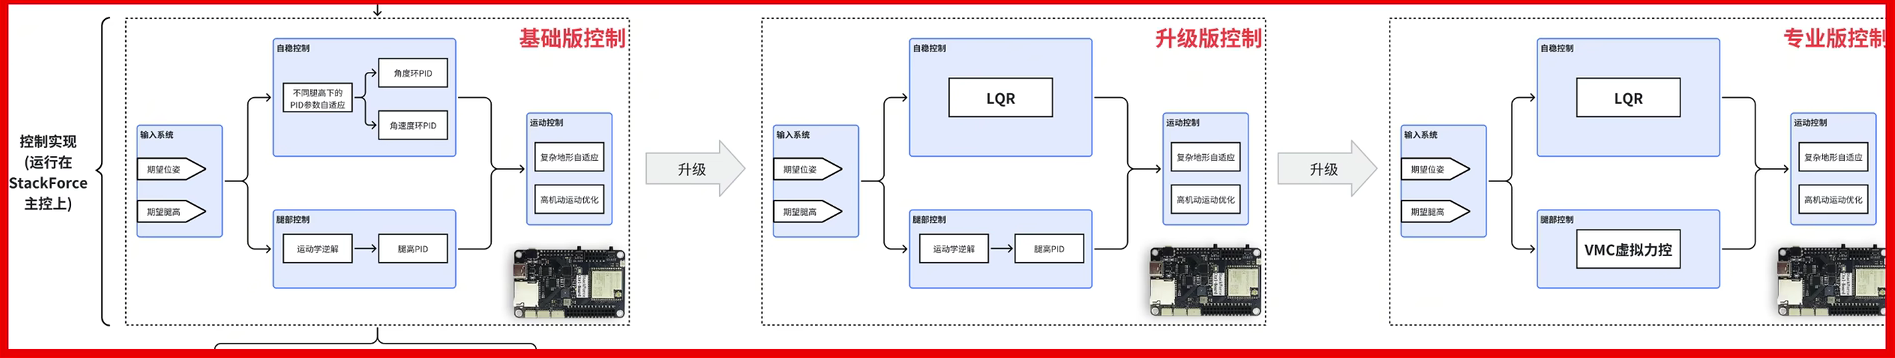 控制实现
(运行在
StackForce
主控上)
基础版控制
自稳控制
不同腿高下的
PID参数自适应
角度环PID
角速度环PID
输入系统
期望位姿
期望腿高
腿部控制
运动学逆解
腿高PID
运动控制
复杂地形自适应
高机动运动优化
升级
升级版控制
自稳控制
LQR
输入系统
期望位姿
期望腿高
腿部控制
运动学逆解
腿高PID
运动控制
复杂地形自适应
高机动运动优化
升级
专业版控制
自稳控制
LQR
输入系统
期望位姿
期望腿高
腿部控制
VMC虚拟力控
运动控制
复杂地形自适应
高机动运动优化